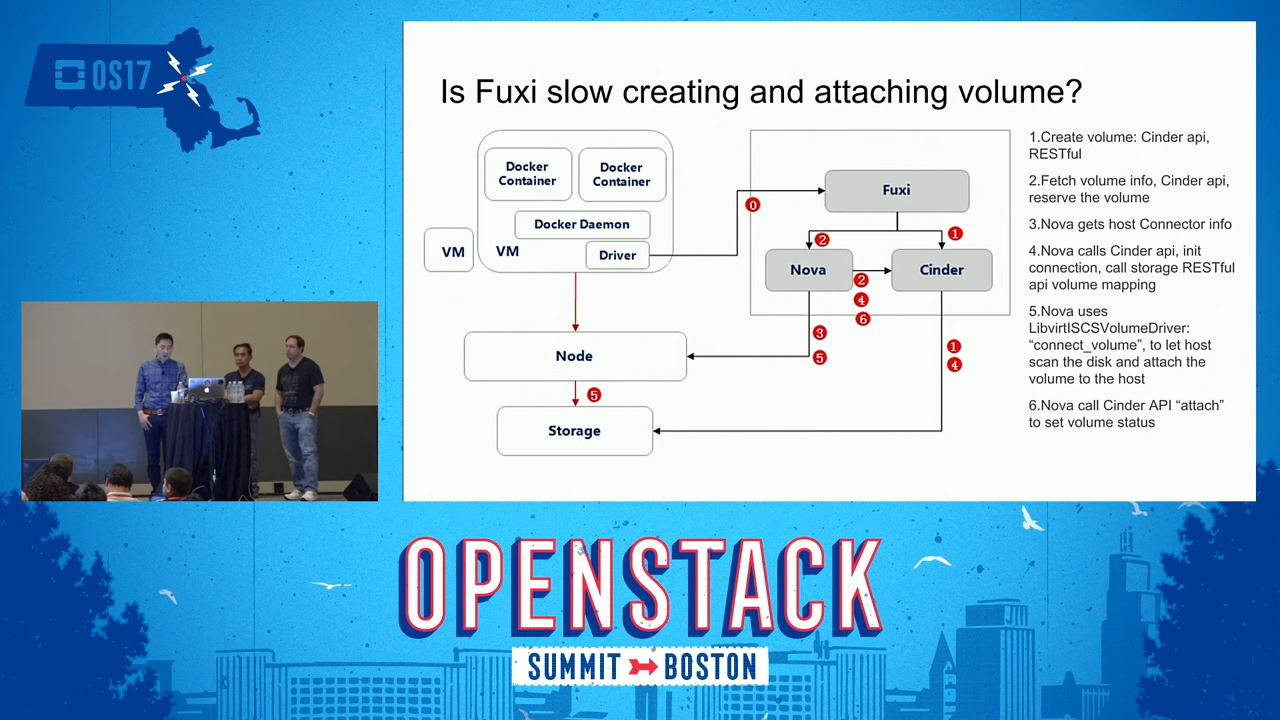 OS17
Is Fuxi slow creating and attaching volume?
Docker
Container
Docker
Container
Docker Daemon
VM
VM
Driver
Node
Storage
Fuxi
Nova
Cinder
0
2
1
2
4
6
3
5
1
4
5
1.Create volume: Cinder api,
RESTful
2.Fetch volume info, Cinder api,
reserve the volume
3.Nova gets host Connector info
4.Nova calls Cinder api, init
connection, call storage RESTful
api volume mapping
5.Nova uses
LibvirtISCSVolumeDriver:
“connect_volume”, to let host
scan the disk and attach the
volume to the host
6.Nova call Cinder API “attach”
to set volume status
OPENSTACK
SUMMIT BOSTON